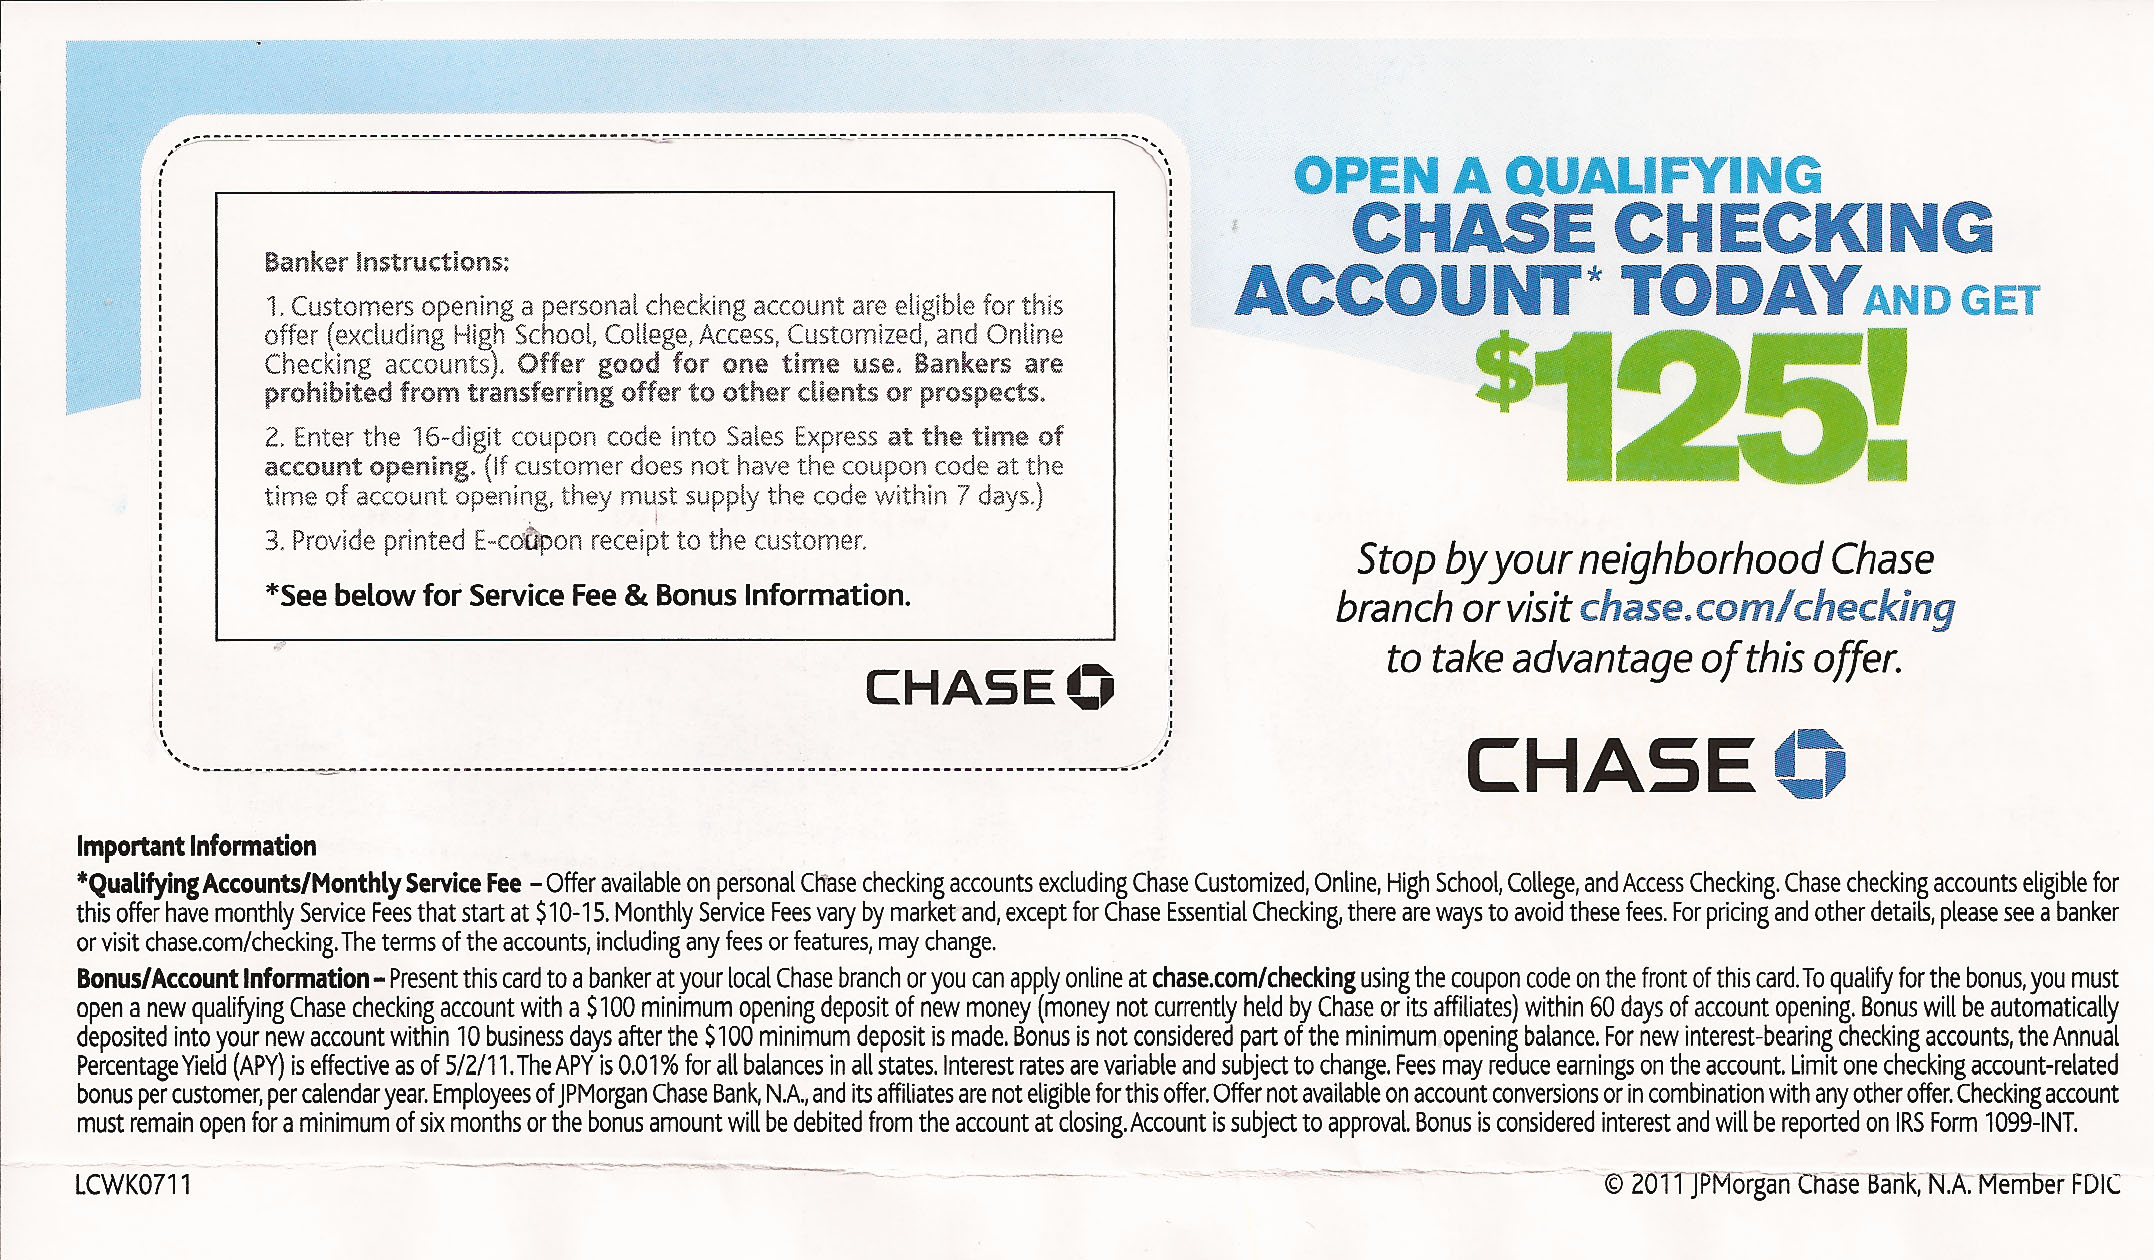 Banker Instructions:
1. Customers opening a personal checking account are eligible for this
offer (excluding High School, College, Access, Customized, and Online
Checking accounts). Offer good for one time use. Bankers are
prohibited from transferring offer to other clients or prospects.
2. Enter the 16-digit coupon code into Sales Express at the time of
account opening. (If customer does not have the coupon code at the
time of account opening, they must supply the code within 7 days.)
3. Provide printed E-coupon receipt to the customer.
*See below for Service Fee & Bonus Information.
CHASE
OPEN A QUALIFYING
CHASE CHECKING
ACCOUNT* TODAY AND GET
$125!
Stop by your neighborhood Chase
branch or visit chase.com/checking
to take advantage of this offer.
CHASE
Important Information
*Qualifying Accounts/Monthly Service Fee – Offer available on personal Chase checking accounts excluding Chase Customized, Online, High School, College, and Access Checking. Chase checking accounts eligible for
this offer have monthly Service Fees that start at $10-15. Monthly Service Fees vary by market and, except for Chase Essential Checking, there are ways to avoid these fees. For pricing and other details, please see a banker
or visit chase.com/checking. The terms of the accounts, including any fees or features, may change.
Bonus/Account Information – Present this card to a banker at your local Chase branch or you can apply online at chase.com/checking using the coupon code on the front of this card. To qualify for the bonus, you must
open a new qualifying Chase checking account with a $100 minimum opening deposit of new money (money not currently held by Chase or its affiliates) within 60 days of account opening. Bonus will be automatically
deposited into your new account within 10 business days after the $100 minimum deposit is made. Bonus is not considered part of the minimum opening balance. For new interest-bearing checking accounts, the Annual
Percentage Yield (APY) is effective as of 5/2/11. The APY is 0.01% for all balances in all states. Interest rates are variable and subject to change. Fees may reduce earnings on the account. Limit one checking account-related
bonus per customer, per calendar year. Employees of JPMorgan Chase Bank, N.A., and its affiliates are not eligible for this offer. Offer not available on account conversions or in combination with any other offer. Checking account
must remain open for a minimum of six months or the bonus amount will be debited from the account at closing. Account is subject to approval. Bonus is considered interest and will be reported on IRS Form 1099-INT.
LCWK0711
© 2011 JPMorgan Chase Bank, N.A. Member FDIC